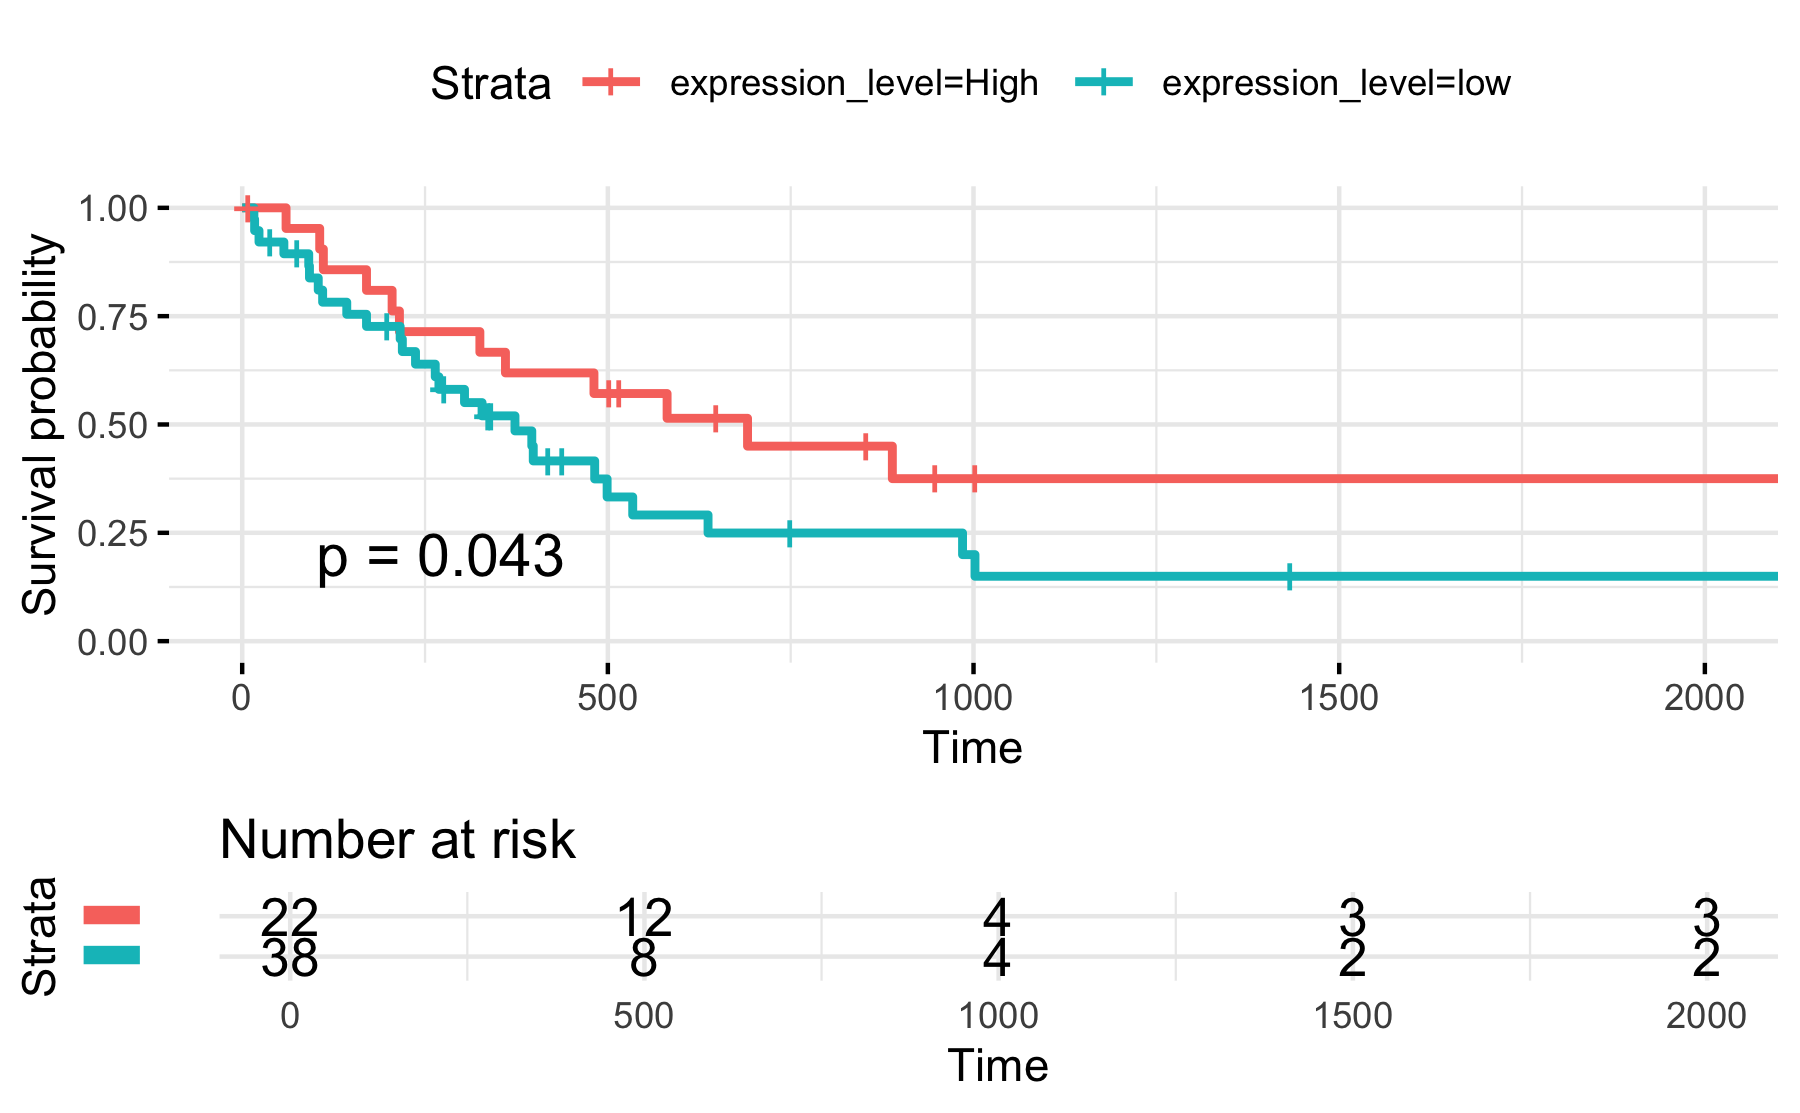 Strata expression_level=High expression_level=low
Survival probability
1.00
0.75
0.50
0.25
0.00
p = 0.043
0 500 1000 1500 2000
Time
Number at risk
Strata
22 12 4 3 3
38 8 4 2 2
0 500 1000 1500 2000
Time